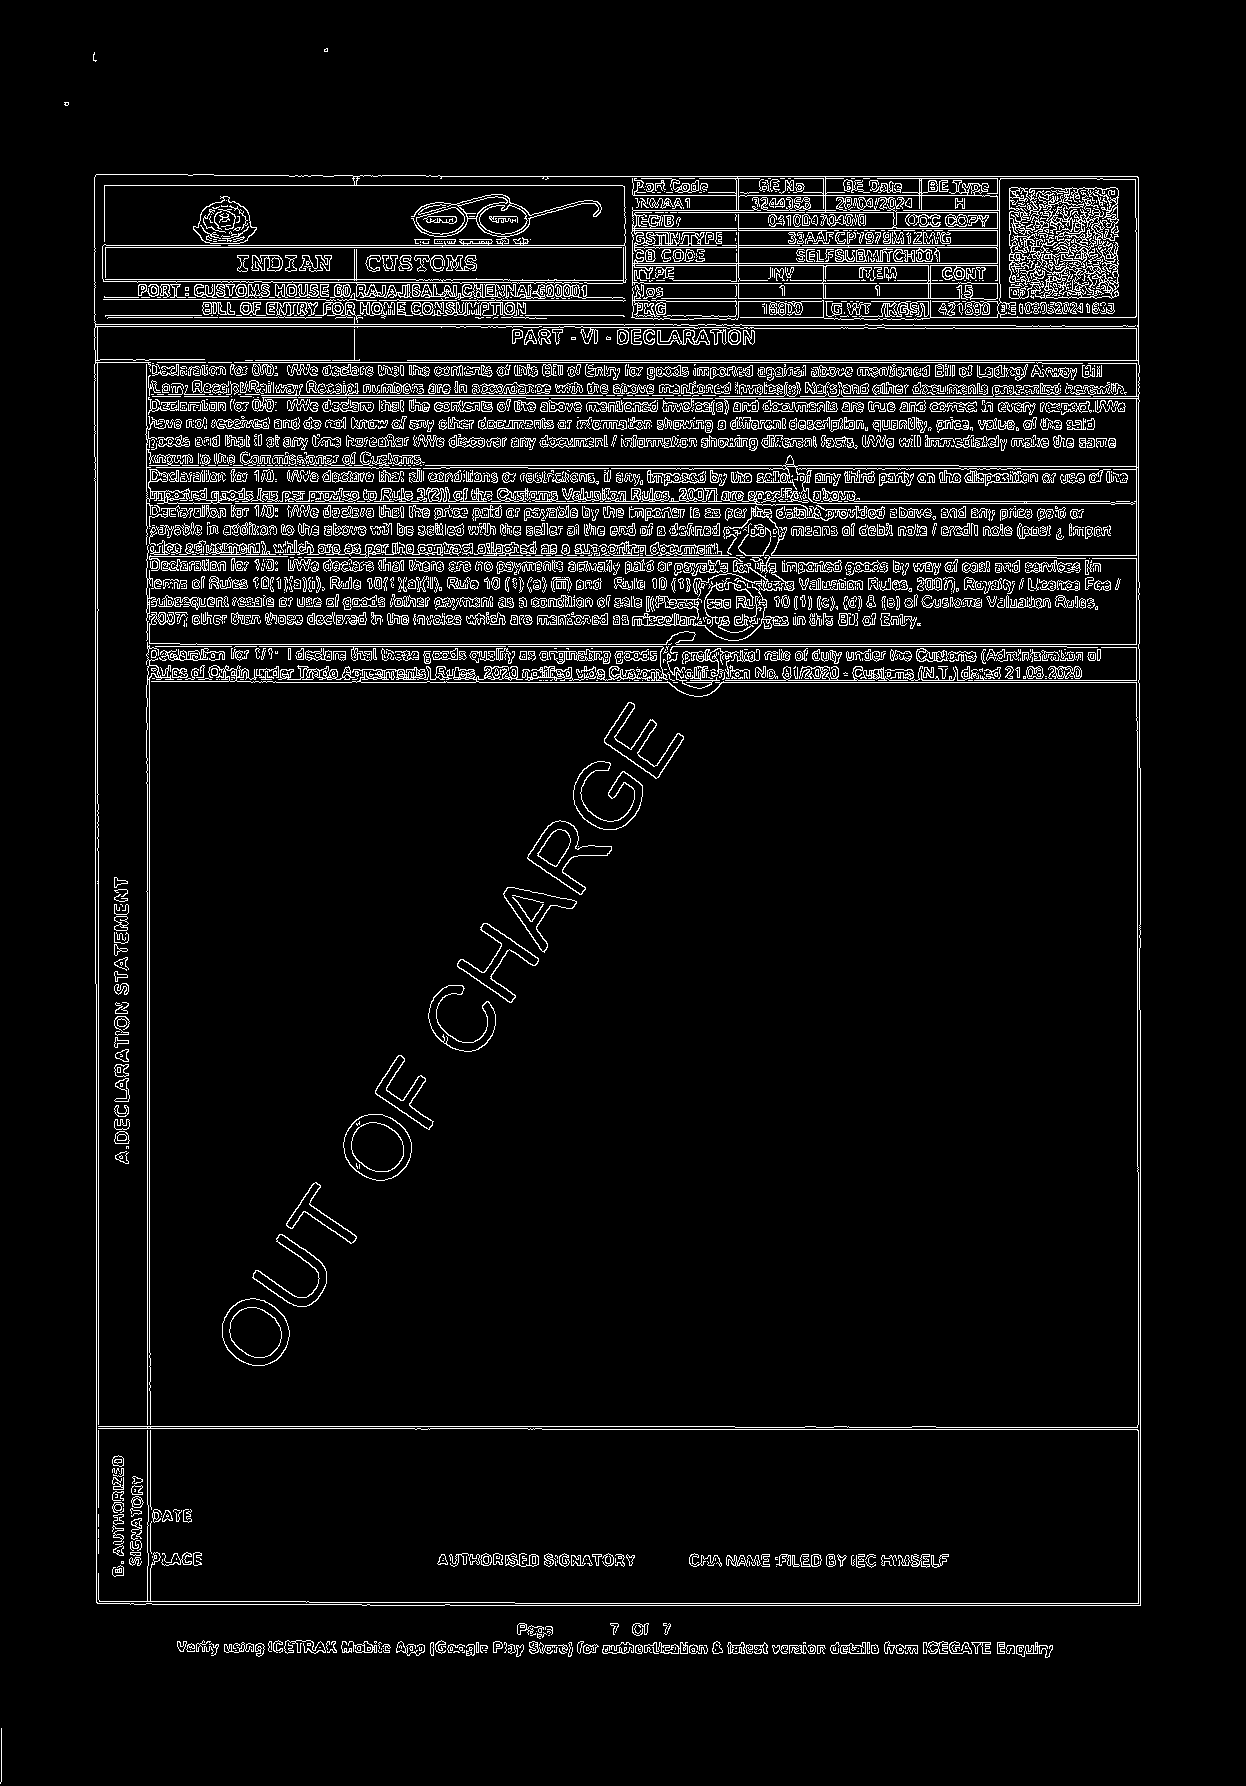 Port Code BE No BE Date BE Type
INMAA1 3244356 28/04/2024 H
IEC/Br OOC COPY
GSTIN/TYPE
CB CODE SELFSUBMITCH001
INDIAN CUSTOMS
TYPE INV ITEM CONT
PORT : CUSTOMS HOUSE 60,RAJAJISALAI,CHENNAI-600001
Nos 1 1 15
BILL OF ENTRY FOR HOME CONSUMPTION
PKG 16800 G.WT (KGS) 421680
PART - VI - DECLARATION
Declaration for 0/0: I/We declare that the contents of this Bill of Entry for goods imported against above mentioned Bill of Lading/ Airway Bill
/Lorry Receipt/Railway Receipt numbers are in accordance with the above mentioned Invoice(s) No(s)and other documents presented herewith.
Declaration for 0/0: I/We declare that the contents of the above mentioned invoice(s) and documents are true and correct in every respect.I/We
have not received and do not know of any other documents or information showing a different description, quantity, price, value, of the said
goods and that if at any time hereafter I/We discover any document / information showing different facts, I/We will immediately make the same
known to the Commissioner of Customs.
Declaration for 1/0: I/We declare that all conditions or restrictions, if any, imposed by the seller of any third party on the disposition or use of the
imported goods [as per proviso to Rule 3(2)) of the Customs Valuation Rules, 2007] are specified above.
Declaration for 1/0: I/We declare that the price paid or payable by the importer is as per the details provided above, and any price paid or
payable in addition to the above will be settled with the seller at the end of a defined period by means of debit note / credit note (post ¿ import
price adjustment), which are as per the contract attached as a supporting document.
Declaration for 1/0: I/We declare that there are no payments actually paid or payable for the imported goods by way of cost and services [in
terms of Rules 10(1)(a)(i), Rule 10(1)(a)(ii), Rule 10 (1) (a) (iii) and Rule 10 (1) of Customs Valuation Rules, 2007], Royalty / Licence Fee /
subsequent resale or use of goods /other payment as a condition of sale [(Please see Rule 10 (1) (c), (d) & (e) of Customs Valuation Rules,
2007] other than those declared in the invoice which are mentioned as miscellaneous charges in this Bill of Entry.
Declaration for 1/1: I declare that these goods qualify as originating goods for preferential rate of duty under the Customs (Administration of
Rules of Origin under Trade Agreements) Rules, 2020 notified vide Customs Notification No. 81/2020 - Customs (N.T.) dated 21.08.2020
OUT OF CHARGE COPY
A.DECLARATION STATEMENT
B. AUTHORIZED
SIGNATORY
DATE
PLACE AUTHORISED SIGNATORY CHA NAME :FILED BY IEC HIMSELF
Page 7 Of 7
Verify using ICETRAK Mobile App (Google Play Store) for authentication & latest version details from ICEGATE Enquiry